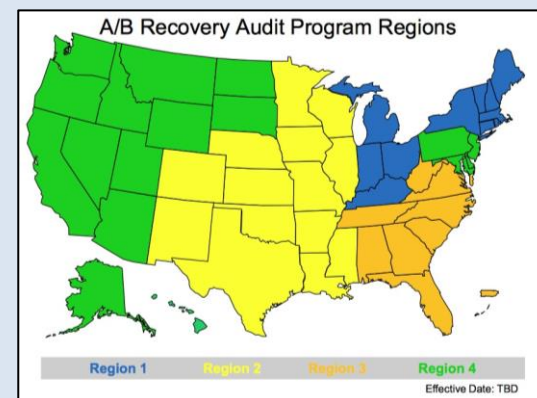 A/B Recovery Audit Program Regions
Region 1 Region 2 Region 3 Region 4
Effective Date: TBD